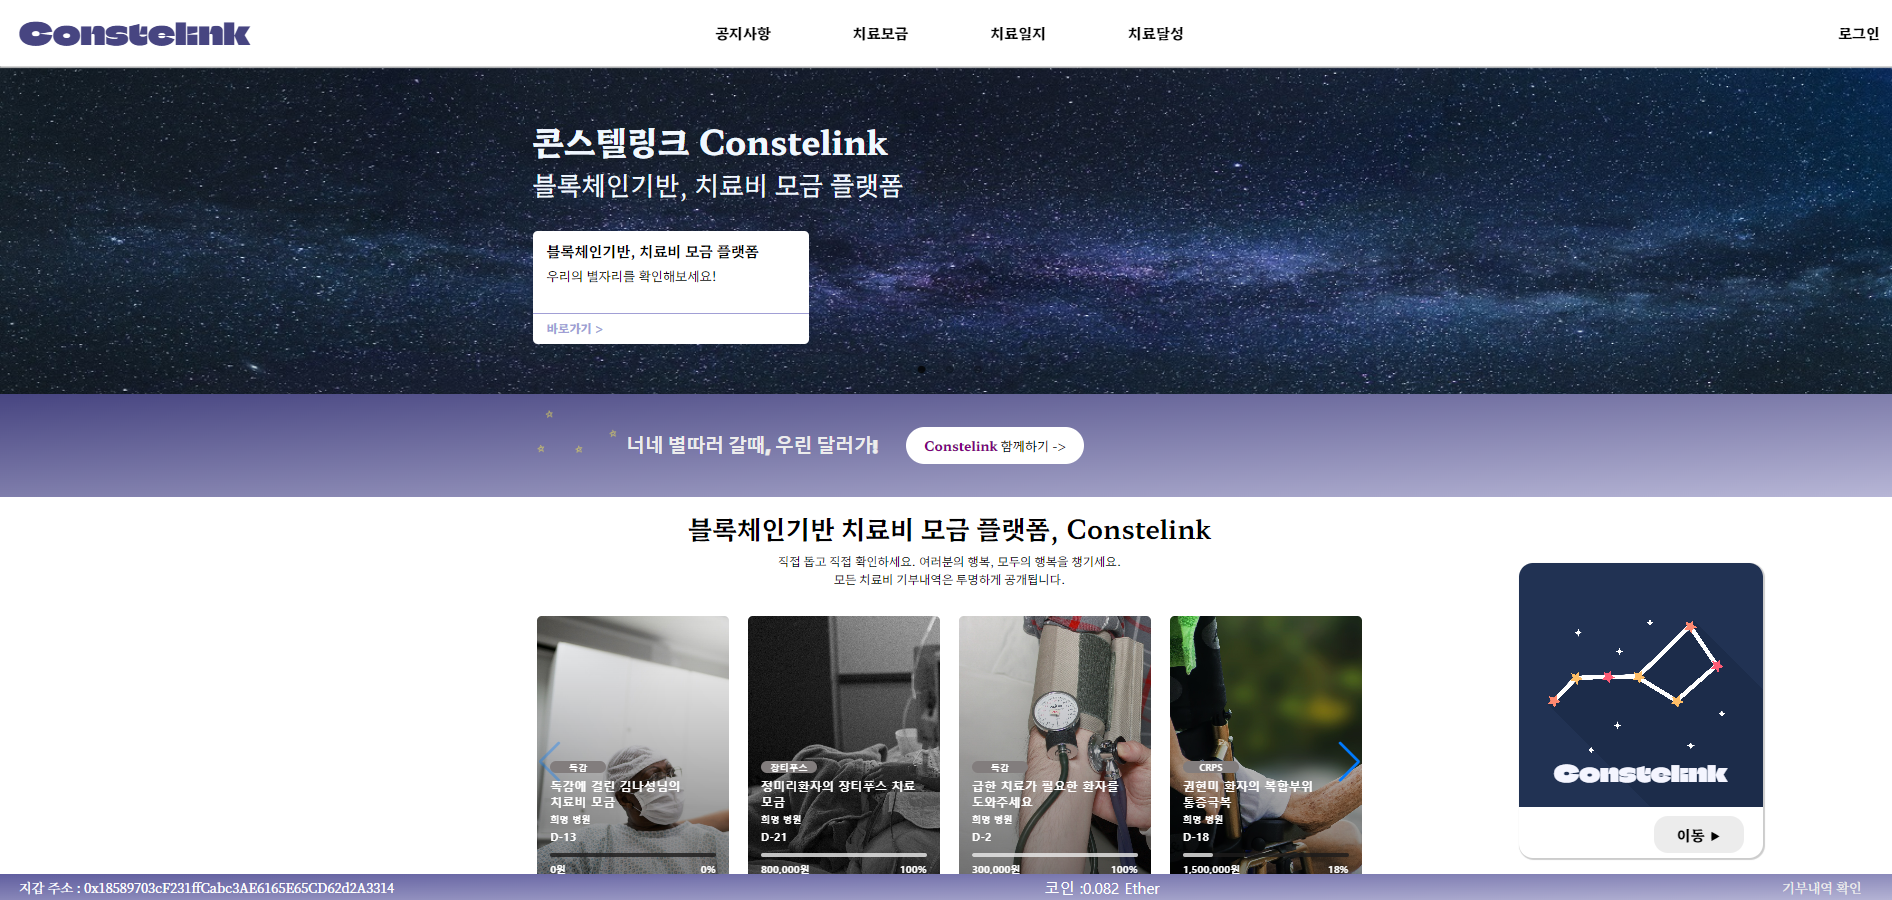 Constelink
공지사항
치료모금
치료일지
치료달성
로그인
콘스텔링크 Constelink
블록체인기반, 치료비 모금 플랫폼
블록체인기반, 치료비 모금 플랫폼
우리의 별자리를 확인해보세요!
바로가기 >
너네 별따러 갈때, 우린 달러가!
Constelink 함께하기 ->
블록체인기반 치료비 모금 플랫폼, Constelink
직접 돕고 직접 확인하세요. 여러분의 행복, 모두의 행복을 챙기세요.
모든 치료비 기부내역은 투명하게 공개됩니다.
독감
독감에 걸린 김나성님의
치료비 모금
희명 병원
D-13
0원 0%
장티푸스
정미리환자의 장티푸스 치료
모금
희명 병원
D-21
800,000원 100%
독감
급한 치료가 필요한 환자를
도와주세요
희명 병원
D-2
300,000원 100%
CRPS
권현미 환자의 복합부위
통증극복
희명 병원
D-18
1,500,000원 18%
Constelink
이동 ▶
지갑 주소 : 0x18589703cF231ffCabc3AE6165E65CD62d2A3314
코인 :0.082 Ether
기부내역 확인